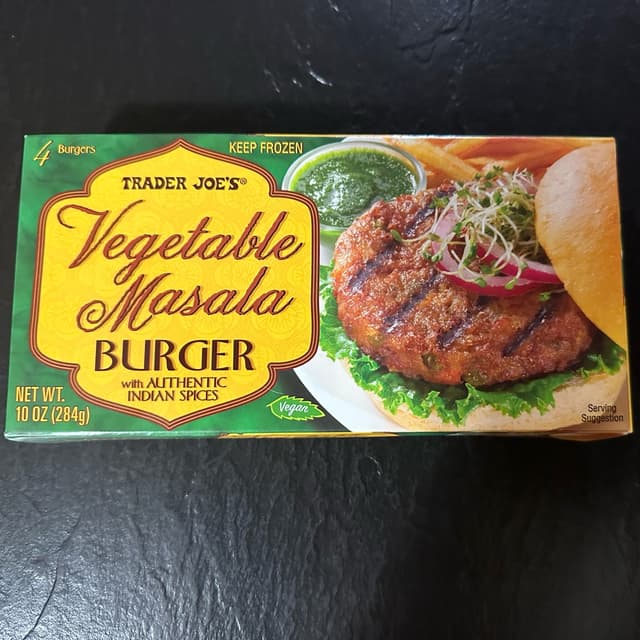 4 Burgers
KEEP FROZEN
TRADER JOE'S®
Vegetable
Masala
BURGER
with AUTHENTIC
INDIAN SPICES
NET WT.
10 OZ (284g)
Vegan
Serving
Suggestion